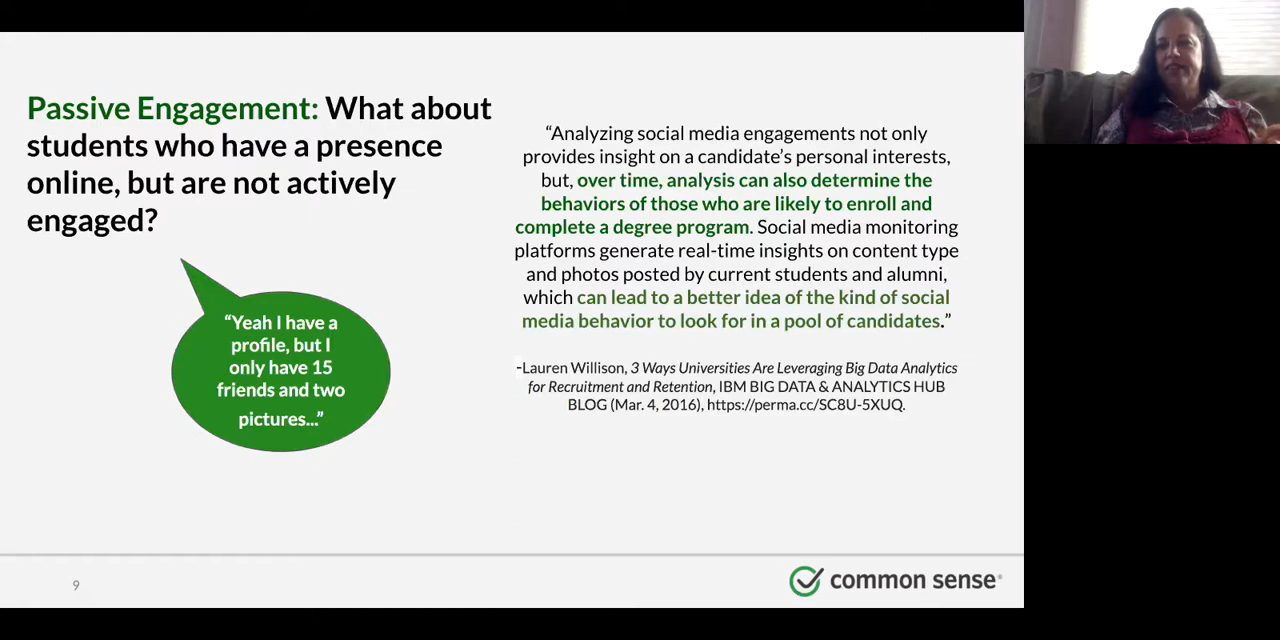 Passive Engagement: What about
students who have a presence
online, but are not actively
engaged?
“Yeah I have a
profile, but I
only have 15
friends and two
pictures...”
“Analyzing social media engagements not only
provides insight on a candidate’s personal interests,
but, over time, analysis can also determine the
behaviors of those who are likely to enroll and
complete a degree program. Social media monitoring
platforms generate real-time insights on content type
and photos posted by current students and alumni,
which can lead to a better idea of the kind of social
media behavior to look for in a pool of candidates.”
-Lauren Willison, 3 Ways Universities Are Leveraging Big Data Analytics
for Recruitment and Retention, IBM BIG DATA & ANALYTICS HUB
BLOG (Mar. 4, 2016), https://perma.cc/SC8U-5XUQ.
9
common sense®